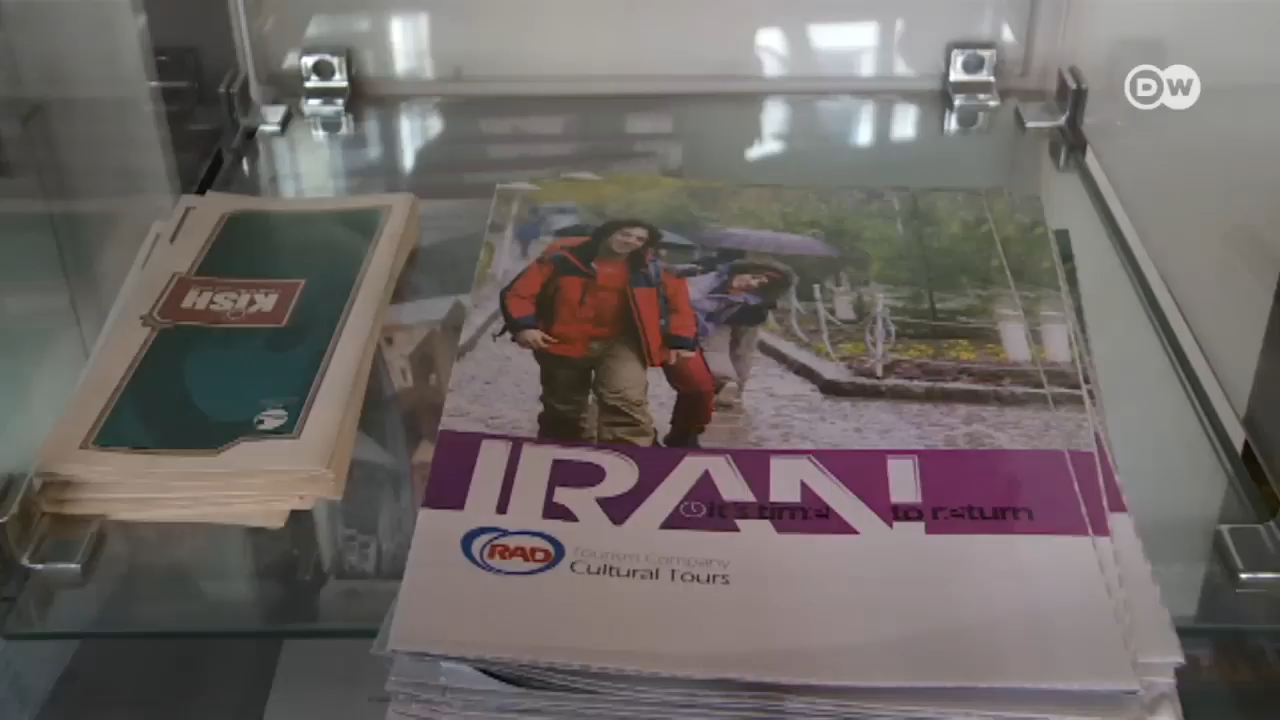 DW
KISH
IRAN
It's time to return
RAD
Tourism Company
Cultural Tours